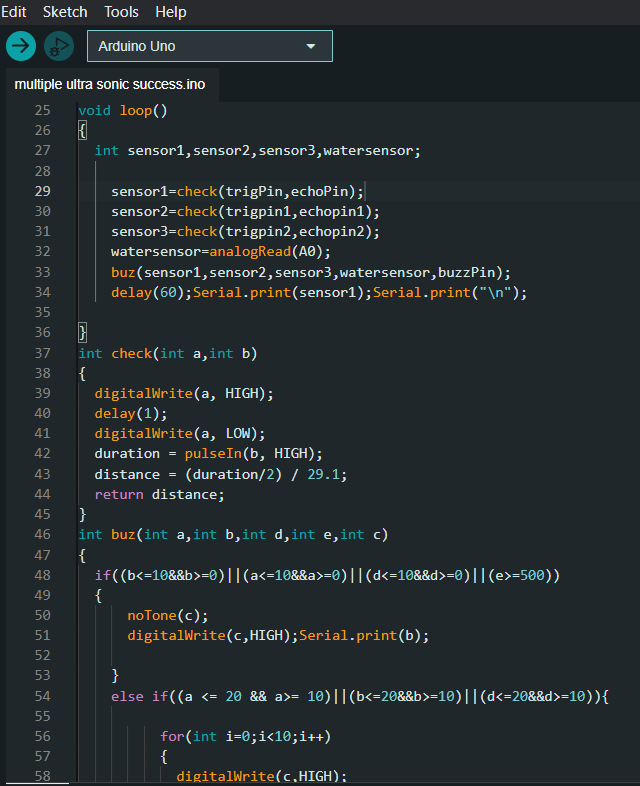 Edit Sketch Tools Help
Arduino Uno
multiple ultra sonic success.ino
25 void loop()
26 {
27 int sensor1,sensor2,sensor3,watersensor;
28
29 sensor1=check(trigPin,echoPin);
30 sensor2=check(trigpin1,echopin1);
31 sensor3=check(trigpin2,echopin2);
32 watersensor=analogRead(A0);
33 buz(sensor1,sensor2,sensor3,watersensor,buzzPin);
34 delay(60);Serial.print(sensor1);Serial.print("\n");
35
36 }
37 int check(int a,int b)
38 {
39 digitalWrite(a, HIGH);
40 delay(1);
41 digitalWrite(a, LOW);
42 duration = pulseIn(b, HIGH);
43 distance = (duration/2) / 29.1;
44 return distance;
45 }
46 int buz(int a,int b,int d,int e,int c)
47 {
48 if((b<=10&&b>=0)||(a<=10&&a>=0)||(d<=10&&d>=0)||(e>=500))
49 {
50 noTone(c);
51 digitalWrite(c,HIGH);Serial.print(b);
52
53 }
54 else if((a <= 20 && a>= 10)||(b<=20&&b>=10)||(d<=20&&d>=10)){
55
56 for(int i=0;i<10;i++)
57 {
58 digitalWrite(c,HIGH);